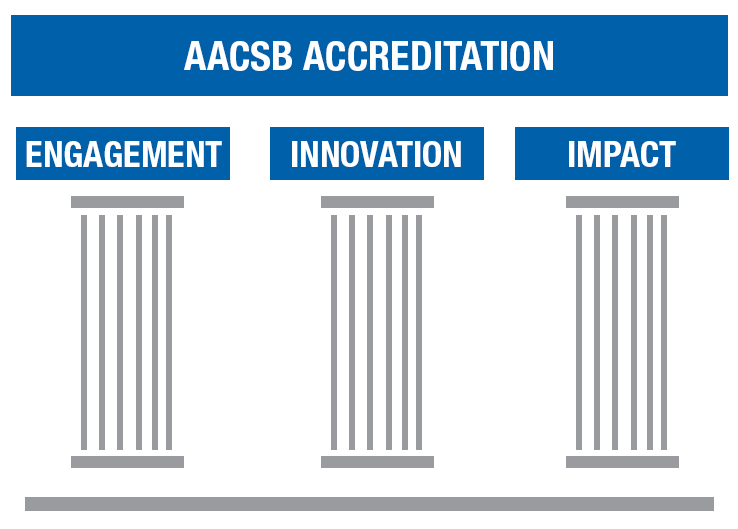 AACSB ACCREDITATION
ENGAGEMENT
INNOVATION
IMPACT